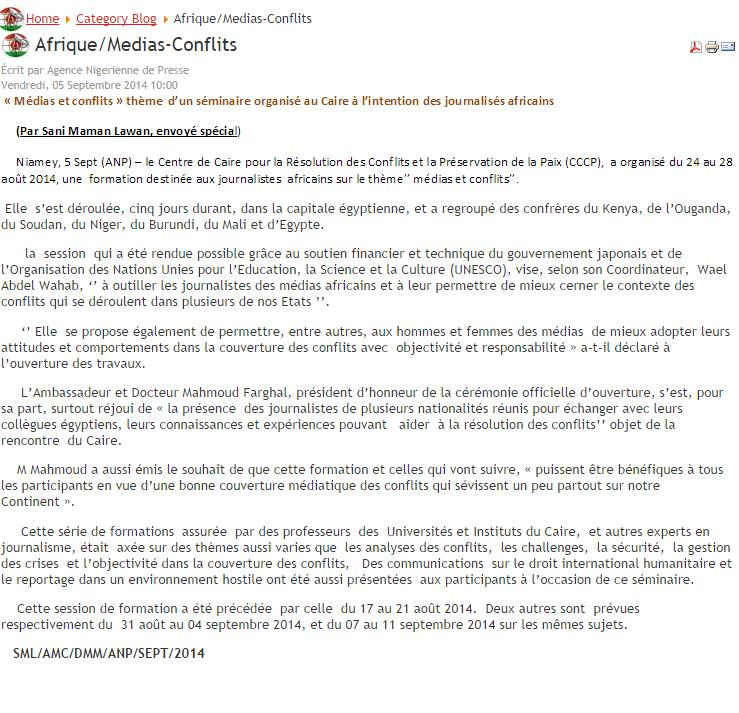 Home Category Blog Afrique/Medias-Conflits
Afrique/Medias-Conflits
Écrit par Agence Nigerienne de Presse
Vendredi, 05 Septembre 2014 10:00
« Médias et conflits » thème d’un séminaire organisé au Caire à l’intention des journalisés africains
(Par Sani Maman Lawan, envoyé spécial)
Niamey, 5 Sept (ANP) – le Centre de Caire pour la Résolution des Conflits et la Préservation de la Paix (CCCP), a organisé du 24 au 28
août 2014, une formation destinée aux journalistes africains sur le thème’’ médias et conflits’’.
Elle s’est déroulée, cinq jours durant, dans la capitale égyptienne, et a regroupé des confrères du Kenya, de l’Ouganda,
du Soudan, du Niger, du Burundi, du Mali et d’Egypte.
la session qui a été rendue possible grâce au soutien financier et technique du gouvernement japonais et de
l’Organisation des Nations Unies pour l’Education, la Science et la Culture (UNESCO), vise, selon son Coordinateur, Wael
Abdel Wahab, ‘’ à outiller les journalistes des médias africains et à leur permettre de mieux cerner le contexte des
conflits qui se déroulent dans plusieurs de nos Etats ’’.
‘’ Elle se propose également de permettre, entre autres, aux hommes et femmes des médias de mieux adopter leurs
attitudes et comportements dans la couverture des conflits avec objectivité et responsabilité » a-t-il déclaré à
l’ouverture des travaux.
L’Ambassadeur et Docteur Mahmoud Farghal, président d’honneur de la cérémonie officielle d’ouverture, s’est, pour
sa part, surtout réjoui de « la présence des journalistes de plusieurs nationalités réunis pour échanger avec leurs
collègues égyptiens, leurs connaissances et expériences pouvant aider à la résolution des conflits’’ objet de la
rencontre du Caire.
M Mahmoud a aussi émis le souhait de que cette formation et celles qui vont suivre, « puissent être bénéfiques à tous
les participants en vue d’une bonne couverture médiatique des conflits qui sévissent un peu partout sur notre
Continent ».
Cette série de formations assurée par des professeurs des Universités et Instituts du Caire, et autres experts en
journalisme, était axée sur des thèmes aussi varies que les analyses des conflits, les challenges, la sécurité, la gestion
des crises et l’objectivité dans la couverture des conflits, Des communications sur le droit international humanitaire et
le reportage dans un environnement hostile ont été aussi présentées aux participants à l’occasion de ce séminaire.
Cette session de formation a été précédée par celle du 17 au 21 août 2014. Deux autres sont prévues
respectivement du 31 août au 04 septembre 2014, et du 07 au 11 septembre 2014 sur les mêmes sujets.
SML/AMC/DMM/ANP/SEPT/2014